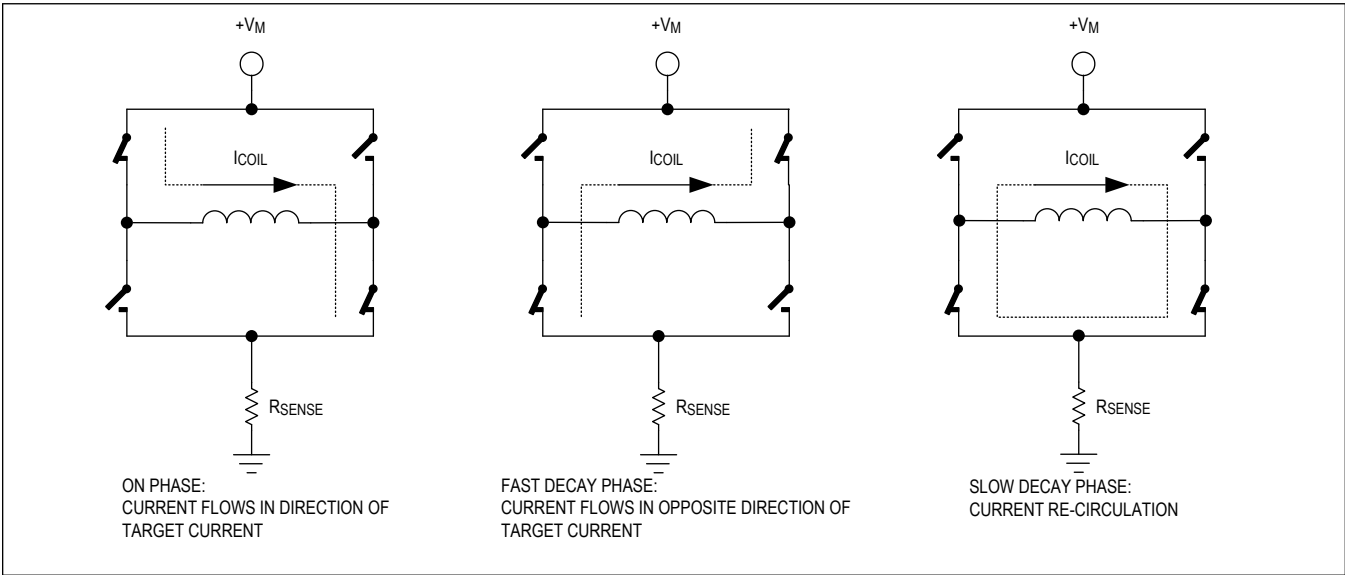 +VM
ICOIL
RSENSE
ON PHASE:
CURRENT FLOWS IN DIRECTION OF
TARGET CURRENT
+VM
ICOIL
RSENSE
FAST DECAY PHASE:
CURRENT FLOWS IN OPPOSITE DIRECTION OF
TARGET CURRENT
+VM
ICOIL
RSENSE
SLOW DECAY PHASE:
CURRENT RE-CIRCULATION